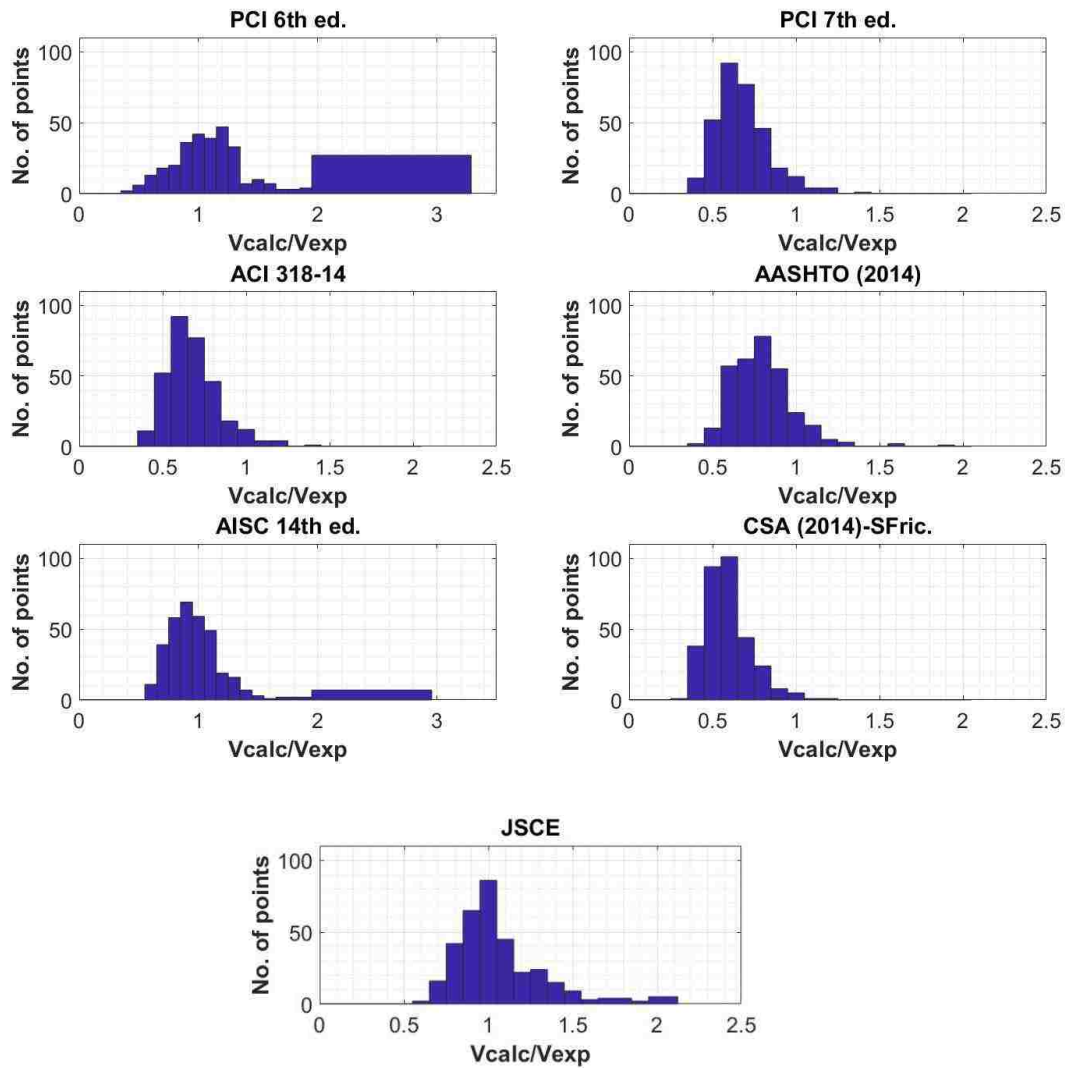 PCI 6th ed.
No. of points
100
50
0
0 1 2 3
Vcalc/Vexp
PCI 7th ed.
No. of points
100
50
0
0 0.5 1 1.5 2 2.5
Vcalc/Vexp
ACI 318-14
No. of points
100
50
0
0 0.5 1 1.5 2 2.5
Vcalc/Vexp
AASHTO (2014)
No. of points
100
50
0
0 0.5 1 1.5 2 2.5
Vcalc/Vexp
AISC 14th ed.
No. of points
100
50
0
0 1 2 3
Vcalc/Vexp
CSA (2014)-SFric.
No. of points
100
50
0
0 0.5 1 1.5 2 2.5
Vcalc/Vexp
JSCE
No. of points
100
50
0
0 0.5 1 1.5 2 2.5
Vcalc/Vexp